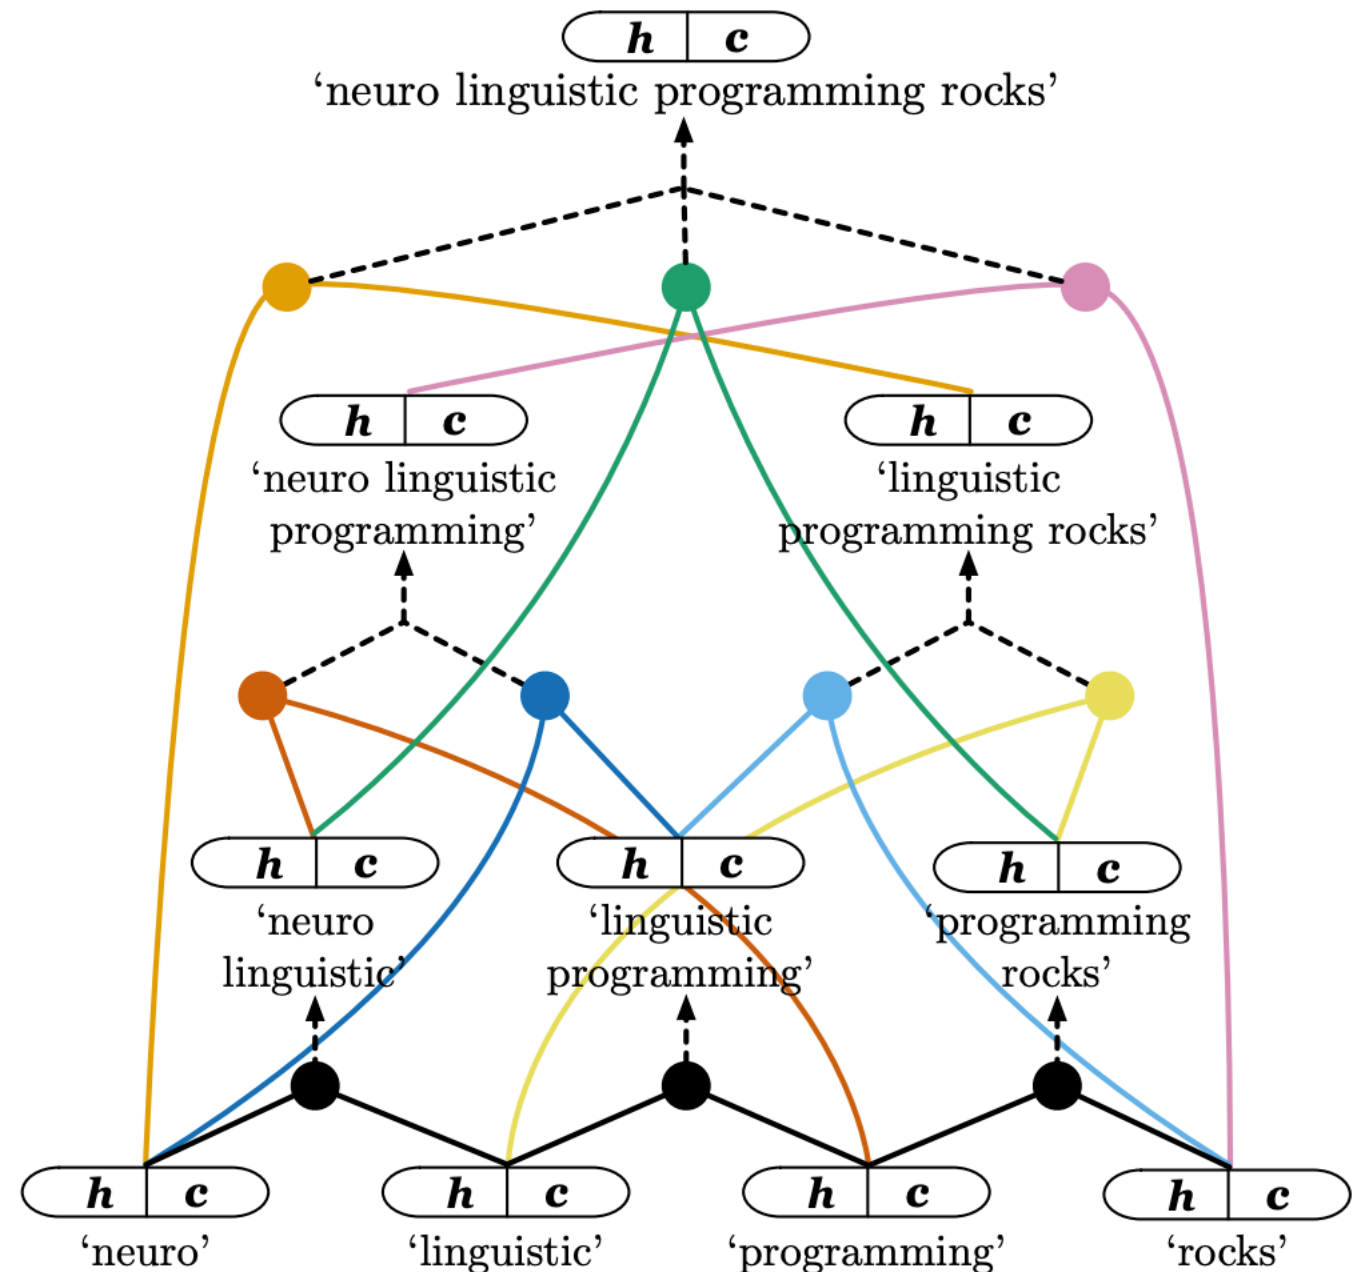 h c
‘neuro linguistic programming rocks’
h c
h c
‘neuro linguistic
programming’
‘linguistic
programming rocks’
h c
h c
h c
‘neuro
linguistic’
‘linguistic
programming’
‘programming
rocks’
h c
h c
h c
h c
‘neuro’
‘linguistic’
‘programming’
‘rocks’